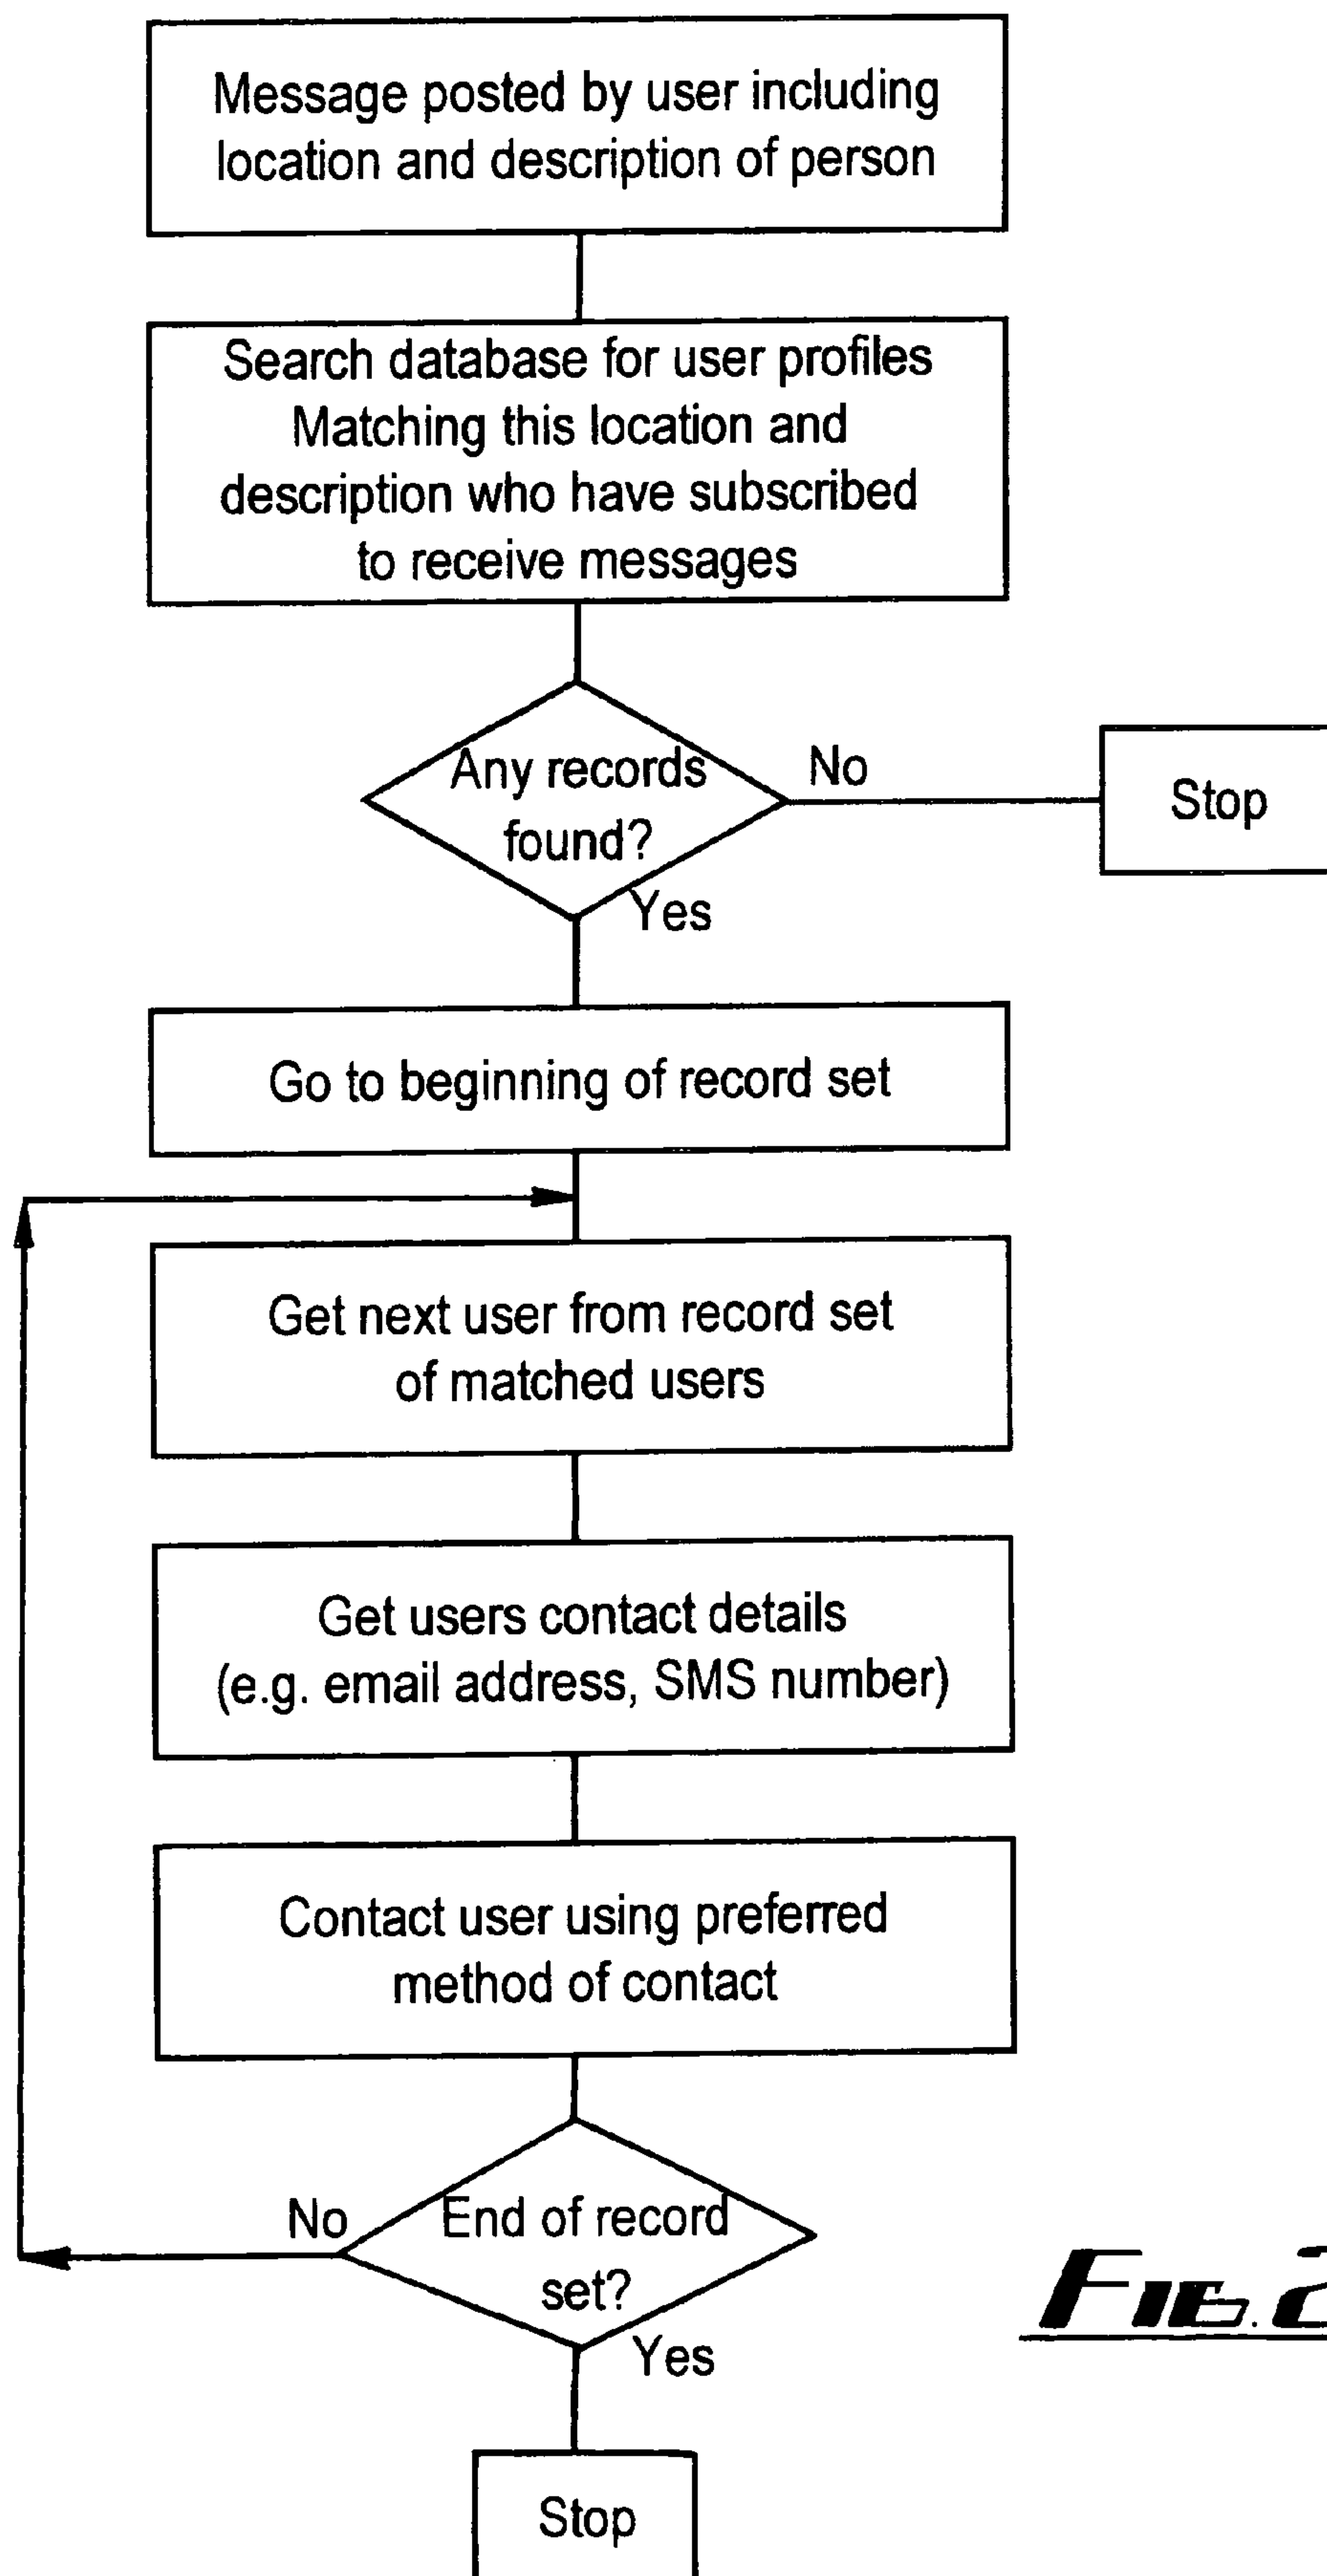 Message posted by user including
location and description of person
Search database for user profiles
Matching this location and
description who have subscribed
to receive messages
Any records
found?
No
Stop
Yes
Go to beginning of record set
Get next user from record set
of matched users
Get users contact details
(e.g. email address, SMS number)
Contact user using preferred
method of contact
No
End of record
set?
Yes
FIG. 2
Stop